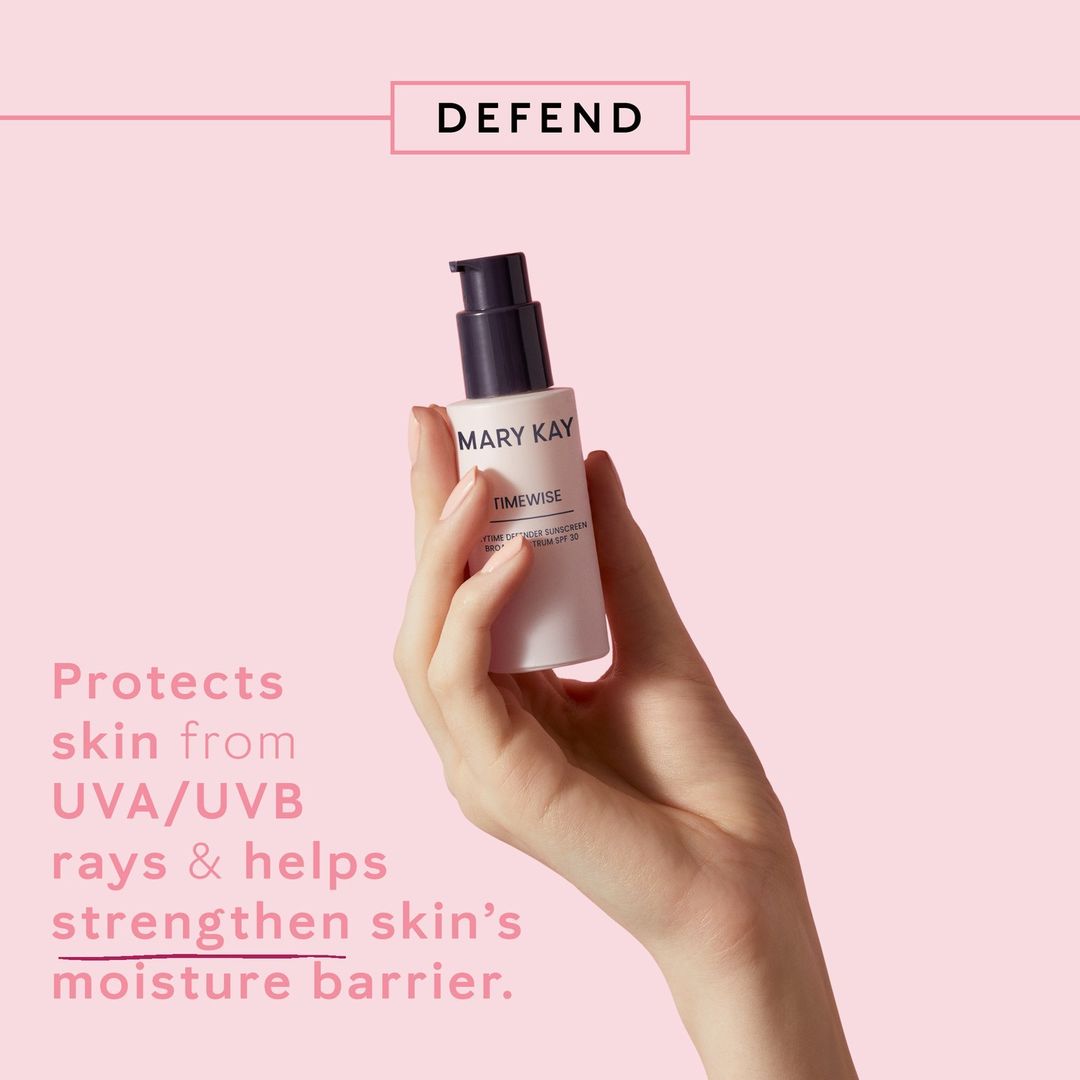 DEFEND
MARY KAY
TIMEWISE
DEFENDER SUNSCREEN
SPF 30
Protects
skin from
UVA/UVB
rays & helps
strengthen skin’s
moisture barrier.